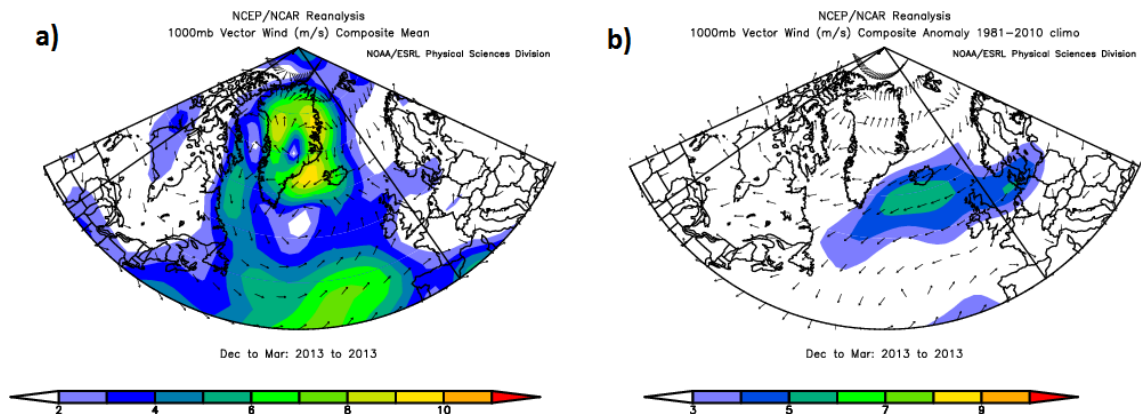 a)
NCEP/NCAR Reanalysis
1000mb Vector Wind (m/s) Composite Mean
NOAA/ESRL Physical Sciences Division
Dec to Mar: 2013 to 2013
2 4 6 8 10
b)
NCEP/NCAR Reanalysis
1000mb Vector Wind (m/s) Composite Anomaly 1981-2010 climo
NOAA/ESRL Physical Sciences Division
Dec to Mar: 2013 to 2013
3 5 7 9